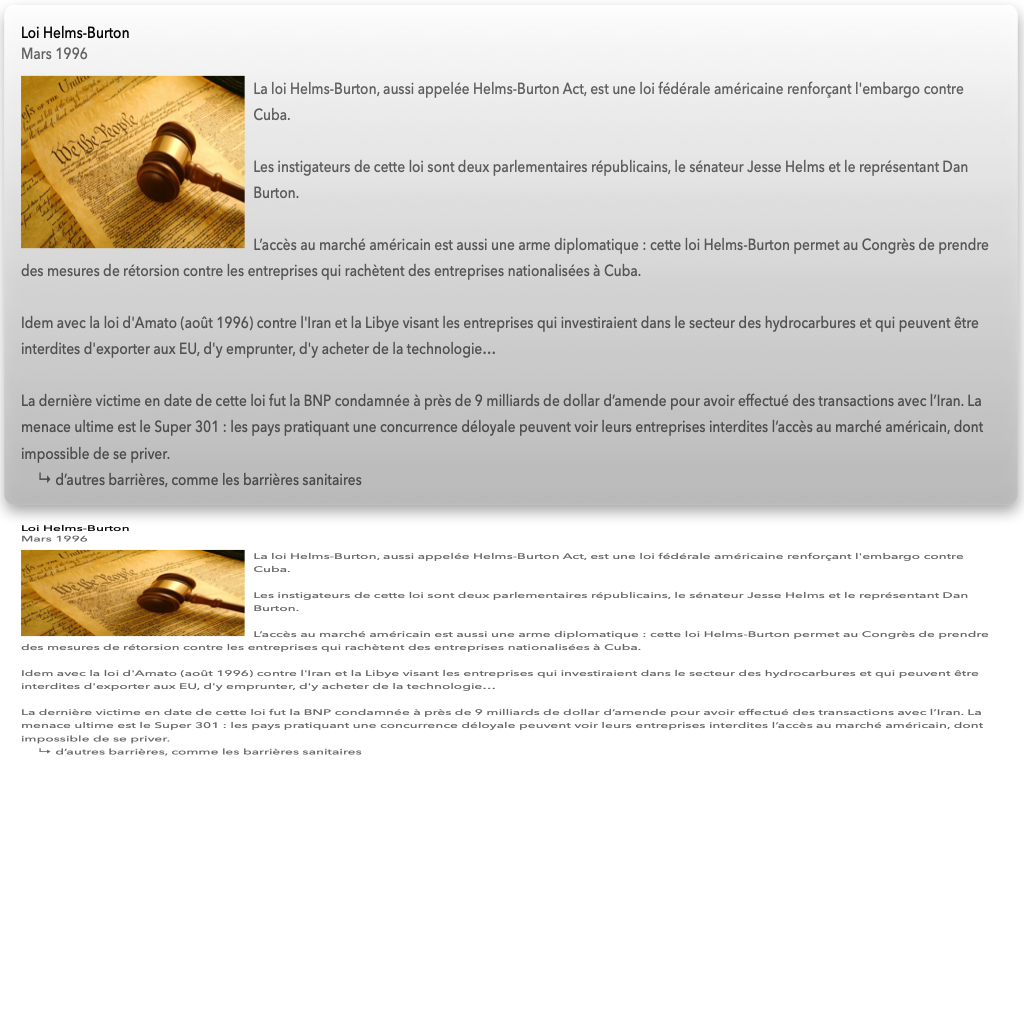 Loi Helms-Burton
Mars 1996
We the People
La loi Helms-Burton, aussi appelée Helms-Burton Act, est une loi fédérale américaine renforçant l'embargo contre
Cuba.
Les instigateurs de cette loi sont deux parlementaires républicains, le sénateur Jesse Helms et le représentant Dan
Burton.
L’accès au marché américain est aussi une arme diplomatique : cette loi Helms-Burton permet au Congrès de prendre
des mesures de rétorsion contre les entreprises qui rachètent des entreprises nationalisées à Cuba.
Idem avec la loi d'Amato (août 1996) contre l'Iran et la Libye visant les entreprises qui investiraient dans le secteur des hydrocarbures et qui peuvent être
interdites d'exporter aux EU, d'y emprunter, d'y acheter de la technologie…
La dernière victime en date de cette loi fut la BNP condamnée à près de 9 milliards de dollar d’amende pour avoir effectué des transactions avec l’Iran. La
menace ultime est le Super 301 : les pays pratiquant une concurrence déloyale peuvent voir leurs entreprises interdites l’accès au marché américain, dont
impossible de se priver.
↳ d’autres barrières, comme les barrières sanitaires
Loi Helms-Burton
Mars 1996
We the People
La loi Helms-Burton, aussi appelée Helms-Burton Act, est une loi fédérale américaine renforçant l'embargo contre
Cuba.
Les instigateurs de cette loi sont deux parlementaires républicains, le sénateur Jesse Helms et le représentant Dan
Burton.
L’accès au marché américain est aussi une arme diplomatique : cette loi Helms-Burton permet au Congrès de prendre
des mesures de rétorsion contre les entreprises qui rachètent des entreprises nationalisées à Cuba.
Idem avec la loi d'Amato (août 1996) contre l'Iran et la Libye visant les entreprises qui investiraient dans le secteur des hydrocarbures et qui peuvent être
interdites d'exporter aux EU, d'y emprunter, d'y acheter de la technologie…
La dernière victime en date de cette loi fut la BNP condamnée à près de 9 milliards de dollar d’amende pour avoir effectué des transactions avec l’Iran. La
menace ultime est le Super 301 : les pays pratiquant une concurrence déloyale peuvent voir leurs entreprises interdites l’accès au marché américain, dont
impossible de se priver.
↳ d’autres barrières, comme les barrières sanitaires